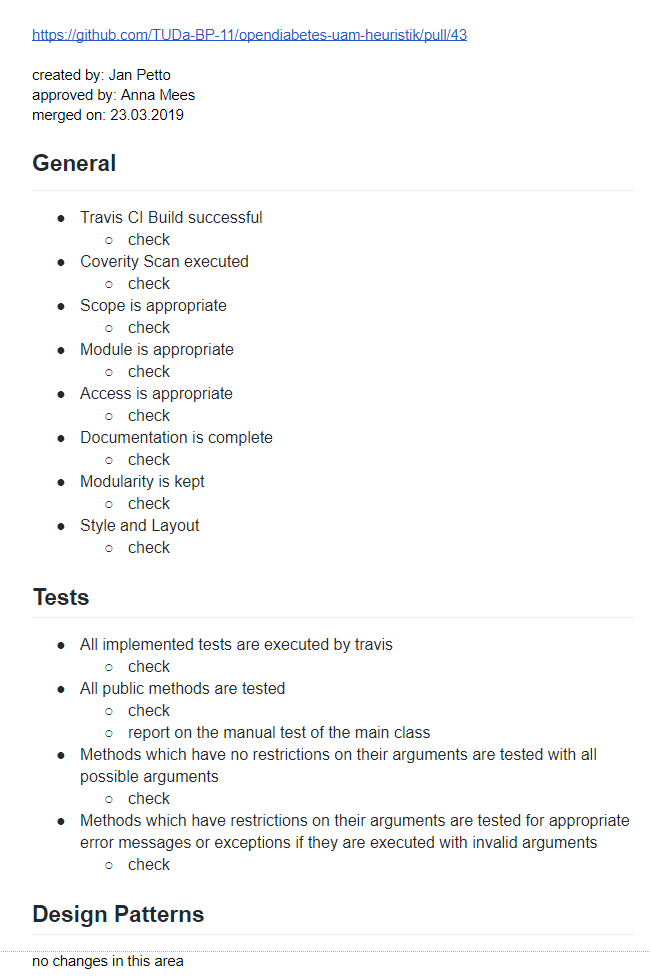 https://github.com/TUDa-BP-11/opendiabetes-uam-heuristik/pull/43
created by: Jan Petto
approved by: Anna Mees
merged on: 23.03.2019
General
● Travis CI Build successful
○ check
● Coverity Scan executed
○ check
● Scope is appropriate
○ check
● Module is appropriate
○ check
● Access is appropriate
○ check
● Documentation is complete
○ check
● Modularity is kept
○ check
● Style and Layout
○ check
Tests
● All implemented tests are executed by travis
○ check
● All public methods are tested
○ check
○ report on the manual test of the main class
● Methods which have no restrictions on their arguments are tested with all
possible arguments
○ check
● Methods which have restrictions on their arguments are tested for appropriate
error messages or exceptions if they are executed with invalid arguments
○ check
Design Patterns
no changes in this area